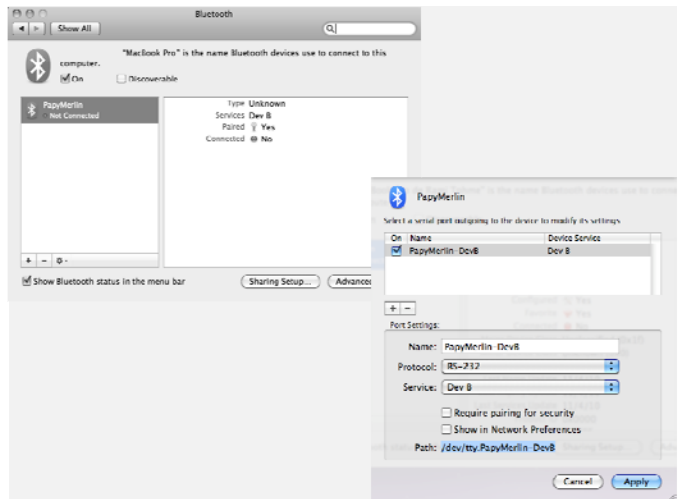 Bluetooth
Show All
"MacBook Pro" is the name Bluetooth devices use to connect to this
computer.
On
Discoverable
PapyMerlin
Not Connected
Type Unknown
Services Dev B
Paired Yes
Connected No
+ -
Show Bluetooth status in the menu bar
Sharing Setup...
Advanced
PapyMerlin
Select a serial port outgoing to the device to modify its settings
On Name Device Service
PapyMerlin-DevB Dev B
+ -
Port Settings:
Name: PapyMerlin-DevB
Protocol: RS-232
Service: Dev B
Require pairing for security
Show in Network Preferences
Path: /dev/tty.PapyMerlin-DevB
Cancel Apply